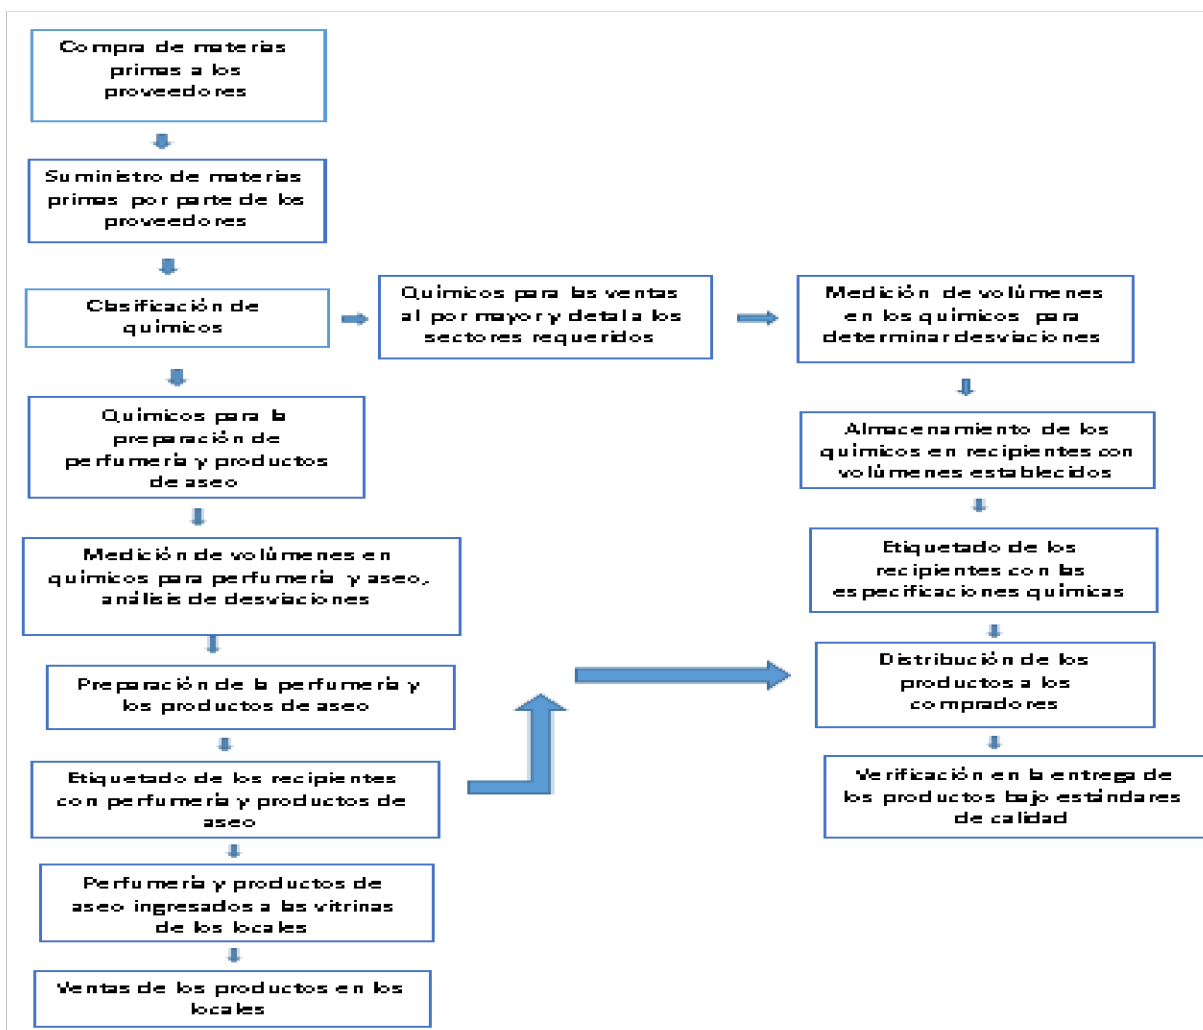 Compra de materias
primas a los
proveedores
Suministro de materias
primas por parte de los
proveedores
Clasificación de
químicos
Químicos para las ventas
al por mayor y detal a los
sectores requeridos
Medición de volúmenes
en los químicos para
determinar desviaciones
Químicos para la
preparación de
perfumería y productos
de aseo
Almacenamiento de los
químicos en recipientes con
volúmenes establecidos
Medición de volúmenes en
químicos para perfumería y aseo,
análisis de desviaciones
Etiquetado de los
recipientes con las
especificaciones químicas
Preparación de la perfumería y
los productos de aseo
Distribución de los
productos a los
compradores
Etiquetado de los recipientes
con perfumería y productos de
aseo
Verificación en la entrega de
los productos bajo estándares
de calidad
Perfumería y productos de
aseo ingresados a las vitrinas
de los locales
Ventas de los productos en los
locales